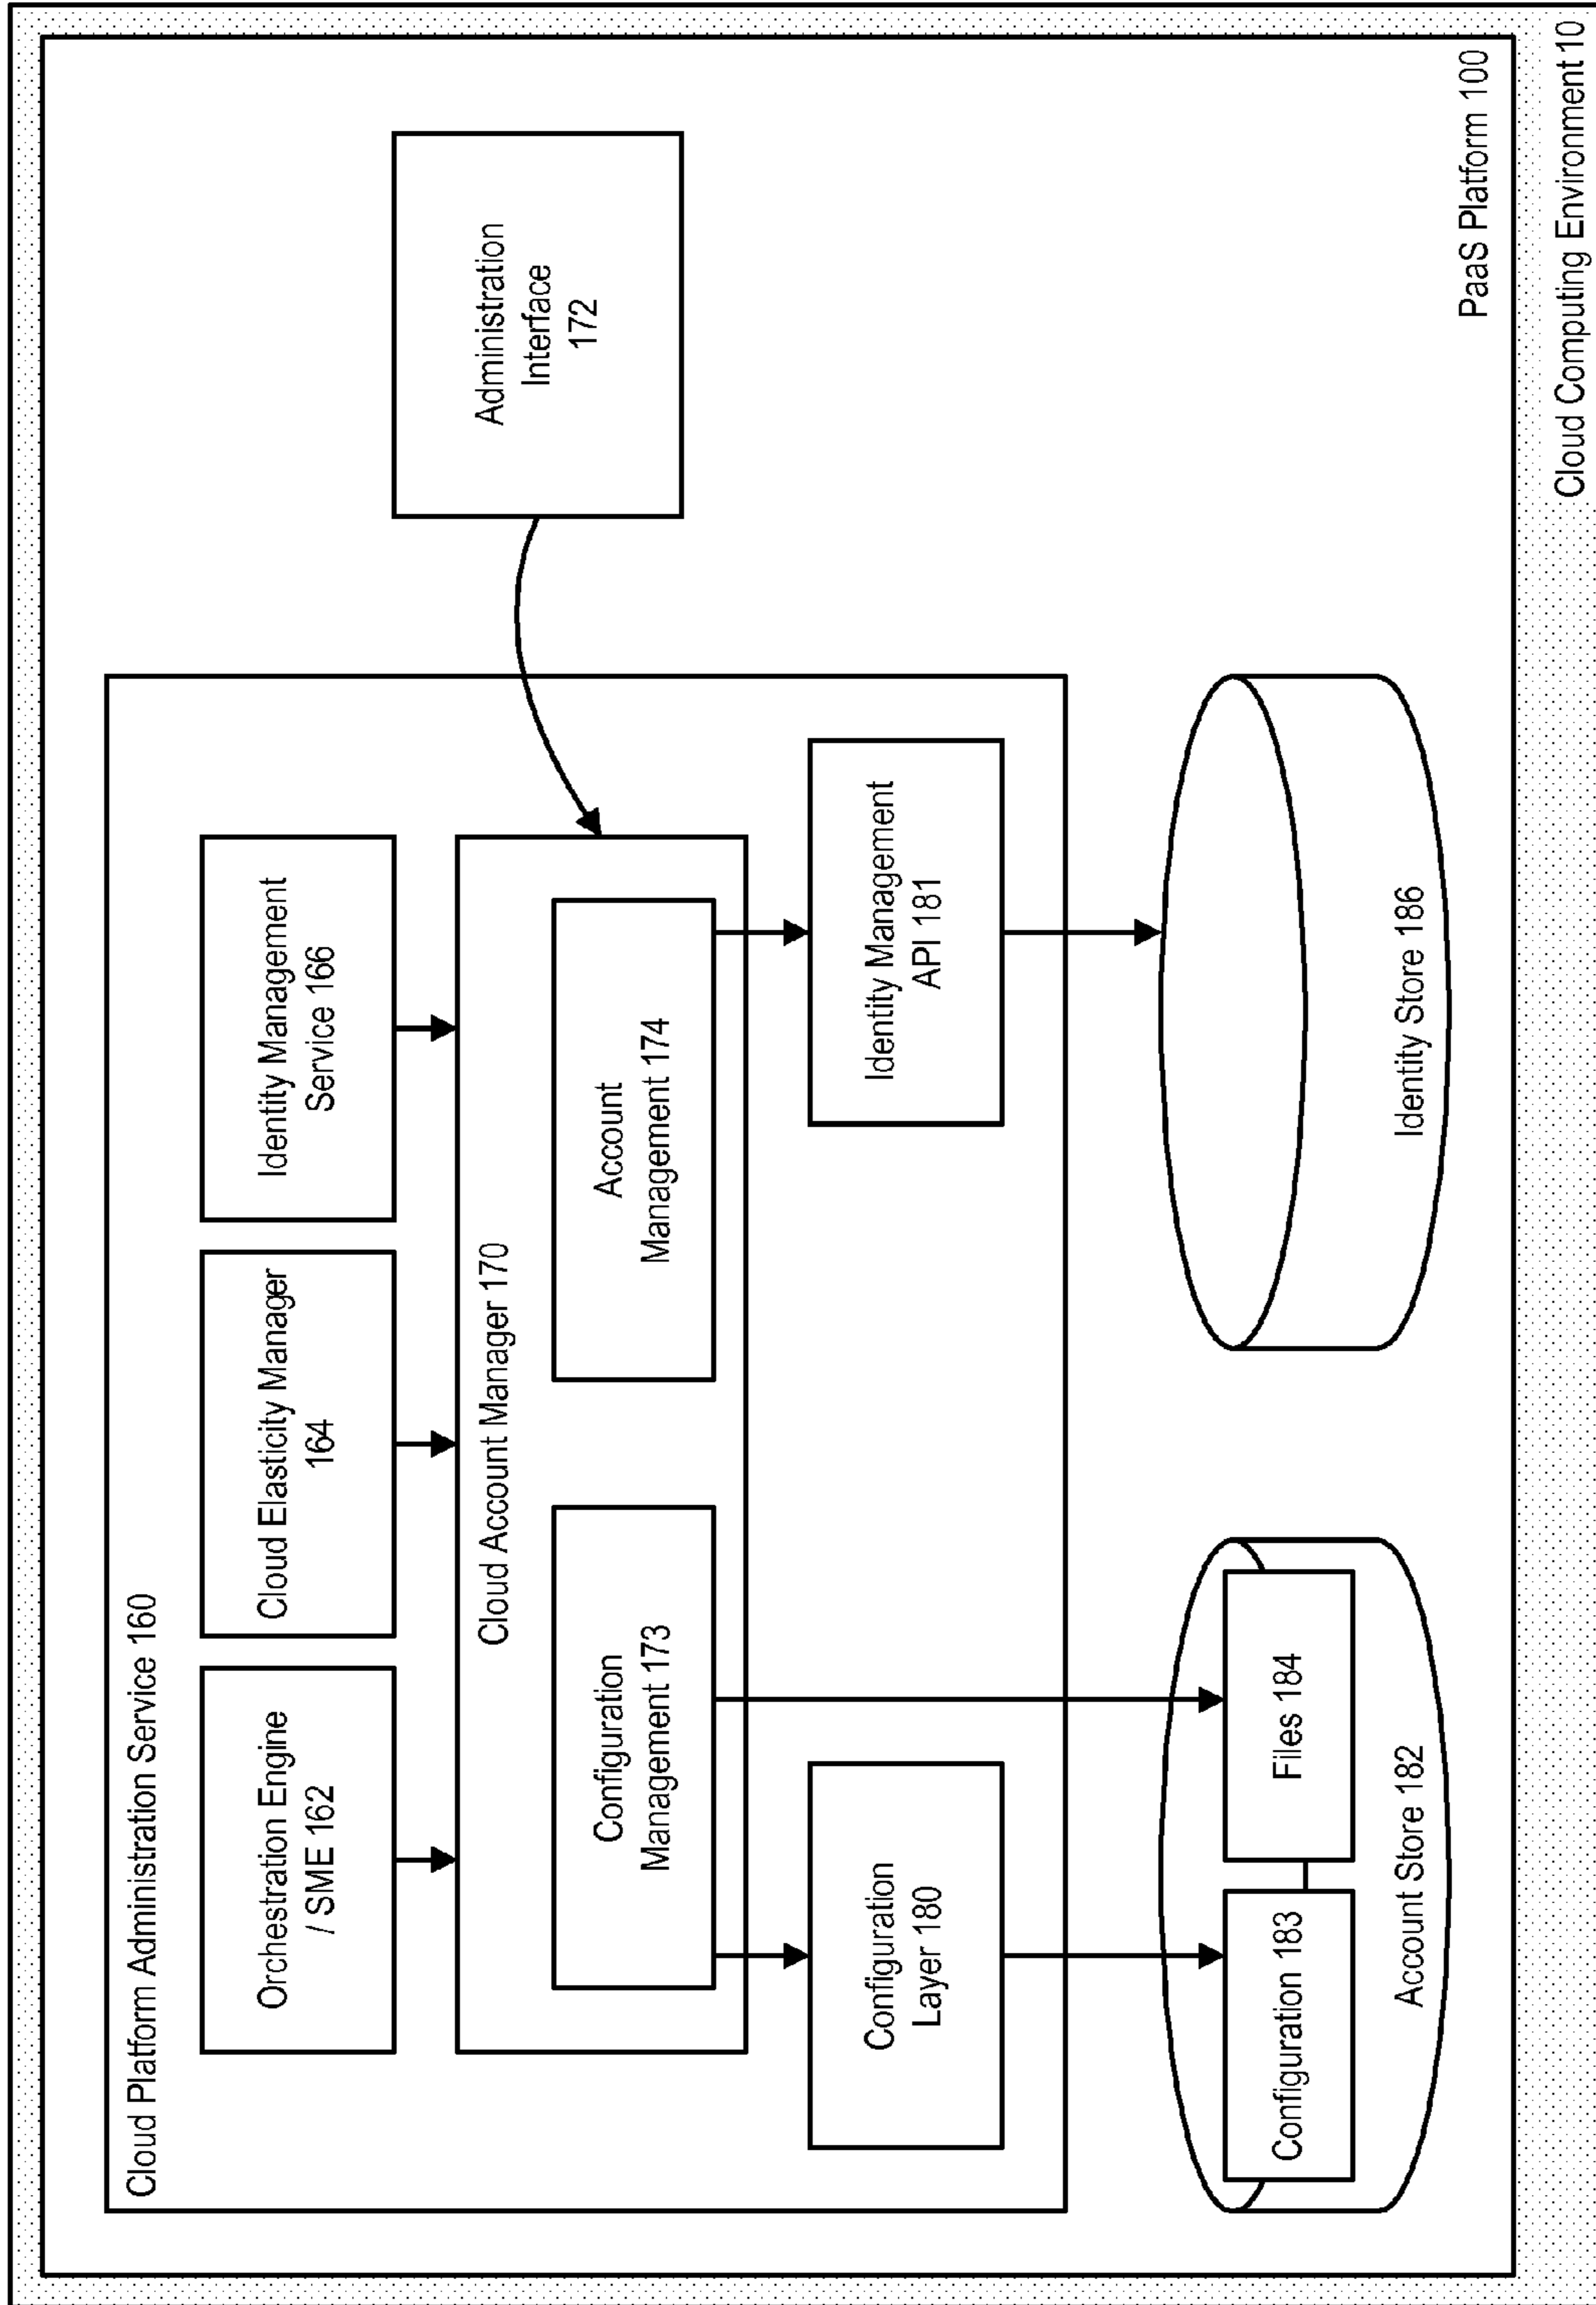 Cloud Platform Administration Service 160
Orchestration Engine
/ SME 162
Cloud Elasticity Manager
164
Identity Management
Service 166
Cloud Account Manager 170
Configuration
Management 173
Account
Management 174
Administration
Interface
172
Configuration
Layer 180
Identity Management
API 181
Configuration 183
Files 184
Account Store 182
Identity Store 186
PaaS Platform 100
Cloud Computing Environment 10